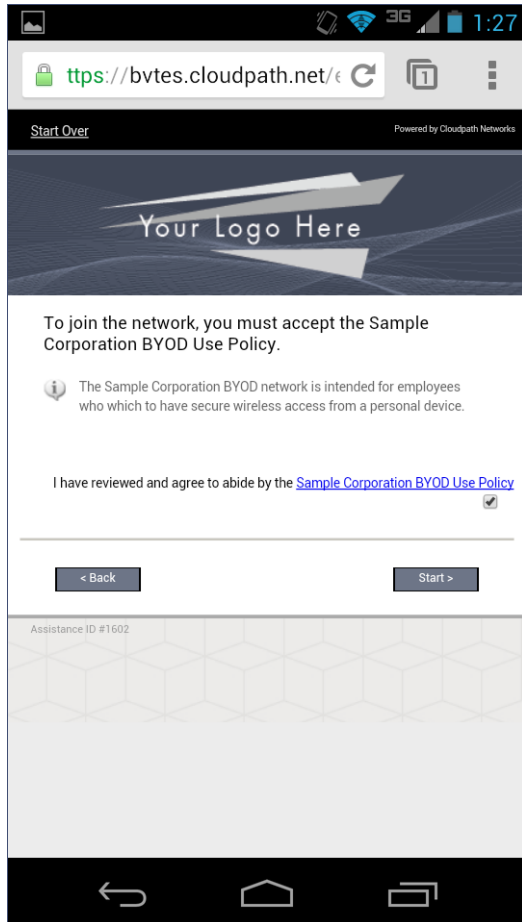 3G 1:27
ttps://bvtes.cloudpath.net/e
1
Start Over
Powered by Cloudpath Networks
Your Logo Here
To join the network, you must accept the Sample
Corporation BYOD Use Policy.
The Sample Corporation BYOD network is intended for employees
who which to have secure wireless access from a personal device.
I have reviewed and agree to abide by the Sample Corporation BYOD Use Policy
< Back
Start >
Assistance ID #1602